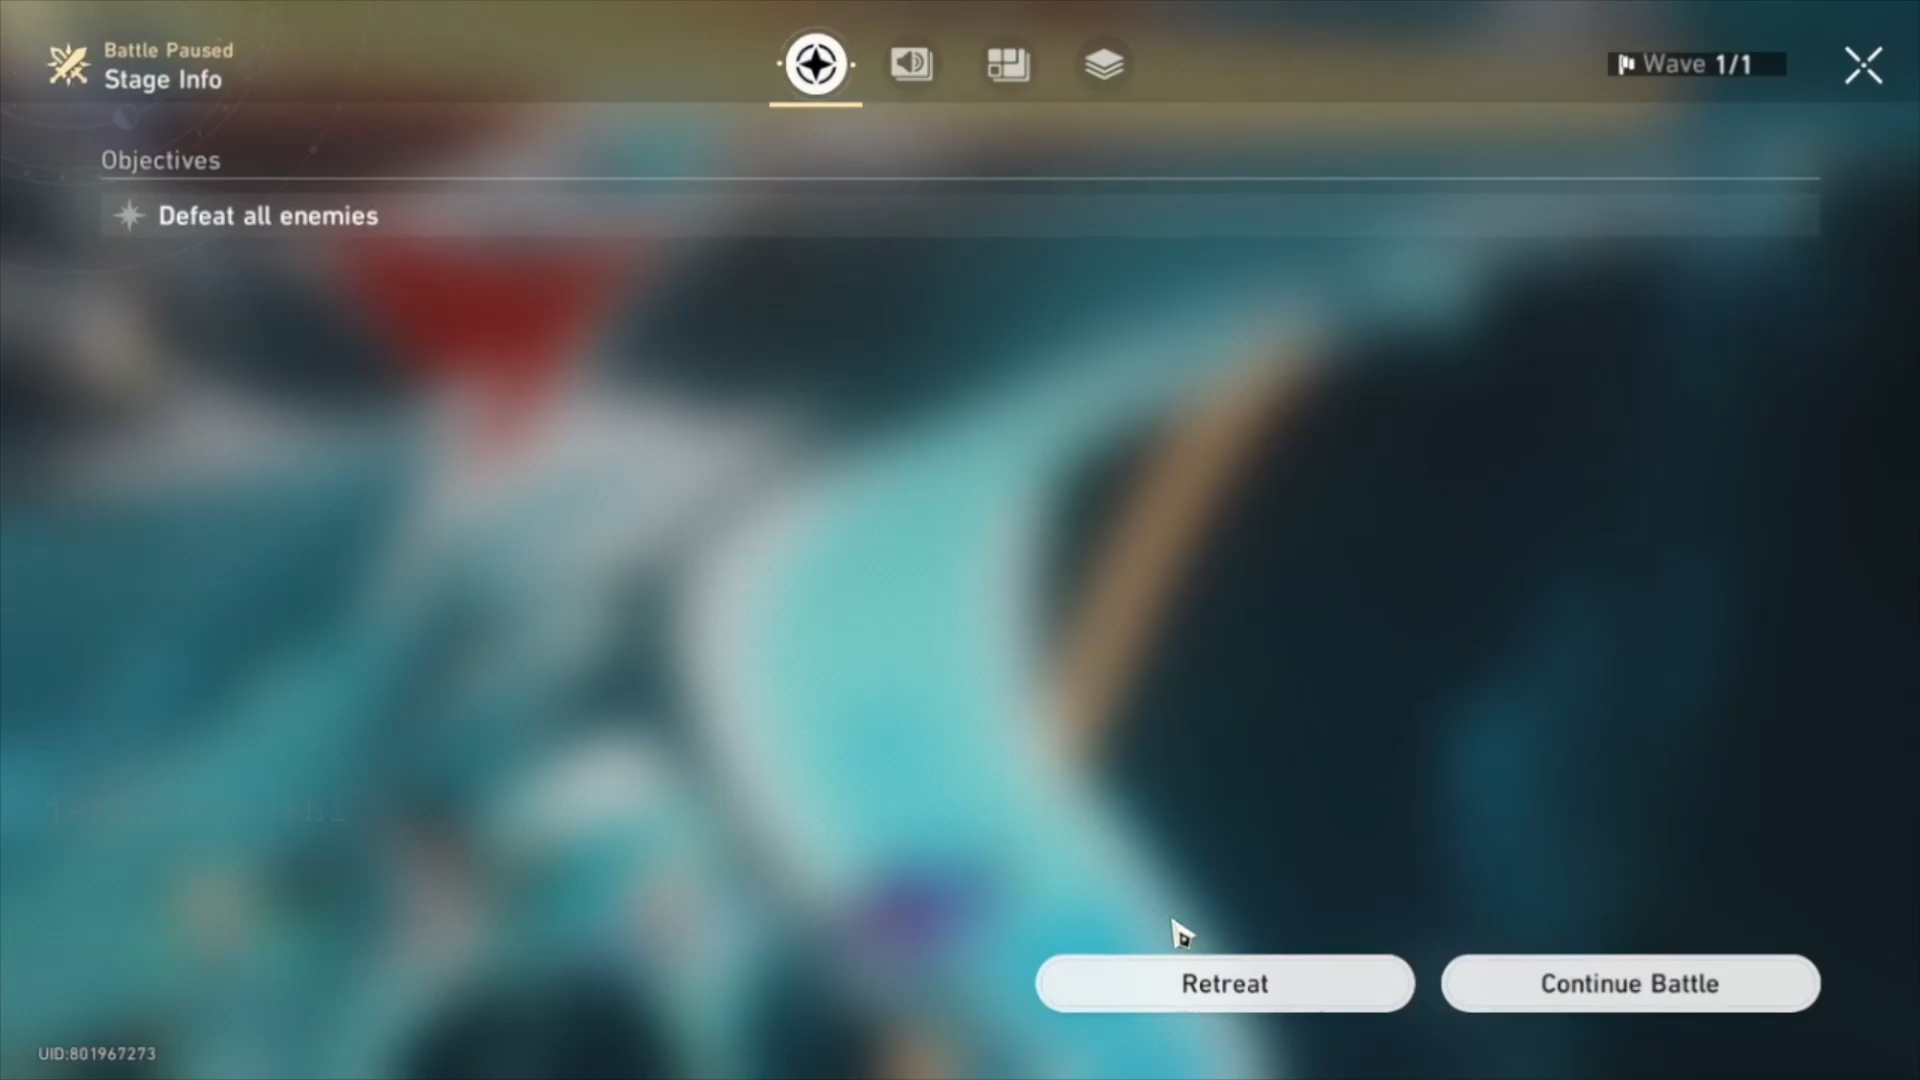 Battle Paused
Stage Info
Wave 1/1
Objectives
Defeat all enemies
Retreat
Continue Battle
UID:801967273